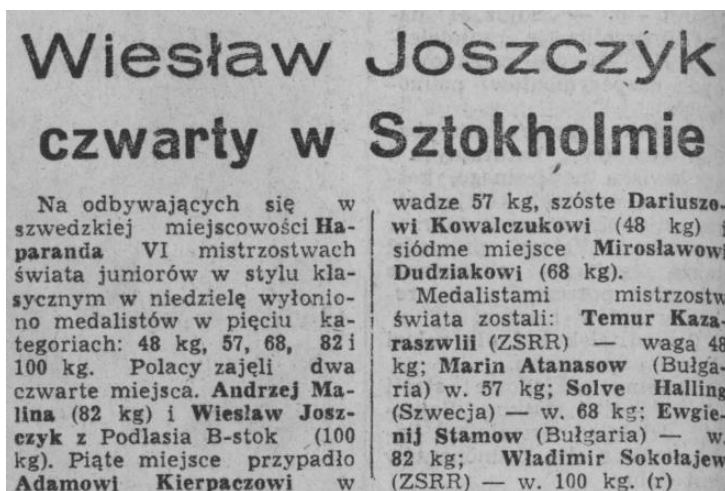 Wiesław Joszczyk
czwarty w Sztokholmie
Na odbywających się w
szwedzkiej miejscowości Ha-
paranda VI mistrzostwach
świata juniorów w stylu kla-
sycznym w niedzielę wyłonio-
no medalistów w pięciu ka-
tegoriach: 48 kg, 57, 68, 82 i
100 kg. Polacy zajęli dwa
czwarte miejsca. Andrzej Ma-
lina (82 kg) i Wiesław Josz-
czyk z Podlasia B-stok (100
kg). Piąte miejsce przypadło
Adamowi Kierpaczowi w
wadze 57 kg, szóste Dariuszo-
wi Kowalczukowi (48 kg) i
siódme miejsce Mirosławowi
Dudziakowi (68 kg).
Medalistami mistrzostw
świata zostali: Temur Kaza-
raszwlii (ZSRR) — waga 48
kg; Marin Atanasow (Bułga-
ria) w. 57 kg; Solve Halling
(Szwecja) — w. 68 kg; Ewgie-
nij Stamow (Bułgaria) — w.
82 kg; Władimir Sokołajew
(ZSRR) — w. 100 kg. (r)